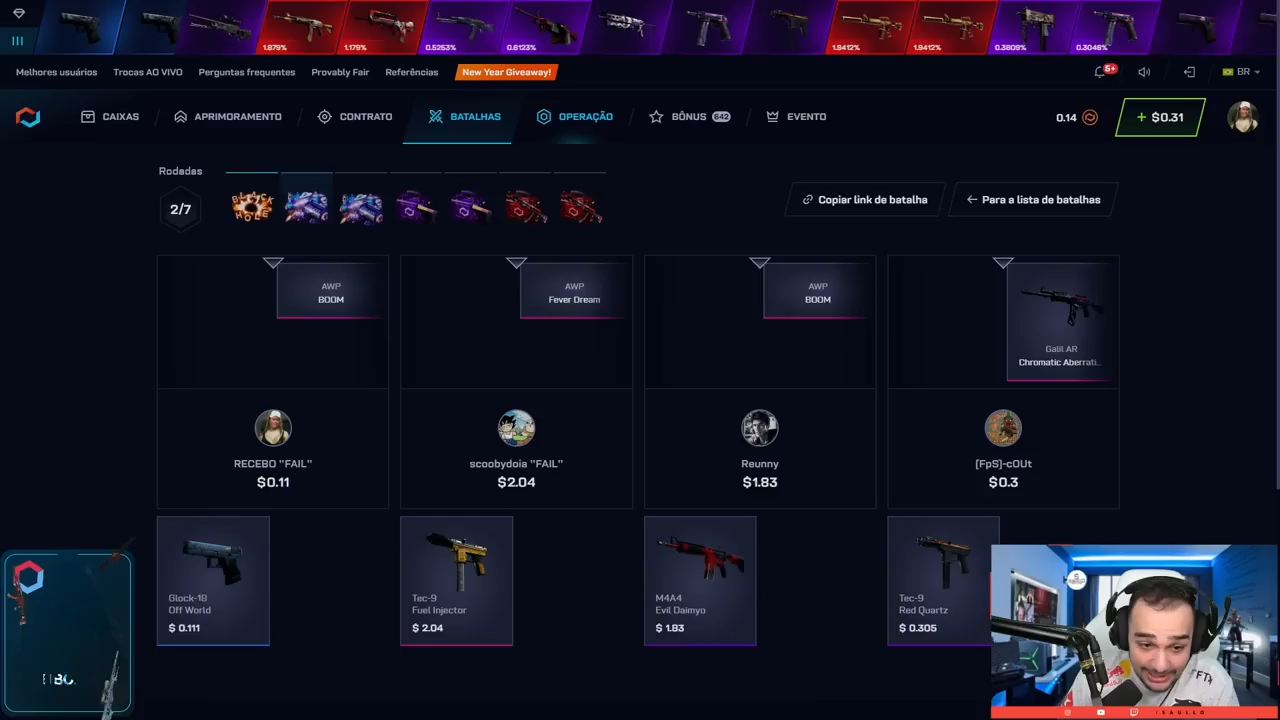 1.879%
1.179%
0.5253%
0.6123%
1.9412%
1.9412%
0.3809%
0.3046%
Melhores usuários
Trocas AO VIVO
Perguntas frequentes
Provably Fair
Referências
New Year Giveaway!
5+
BR
CAIXAS
APRIMORAMENTO
CONTRATO
BATALHAS
OPERAÇÃO
BÔNUS 642
EVENTO
0.14
+ $0.31
Rodadas
2/7
BLACK
HOLE
Copiar link de batalha
Para a lista de batalhas
AWP
BOOM
AWP
Fever Dream
AWP
BOOM
Galil AR
Chromatic Aberrati...
RECEBO "FAIL"
$0.11
scoobydoia "FAIL"
$2.04
Reunny
$1.83
[FpS]-cOUt
$0.3
Glock-18
Off World
$ 0.111
Tec-9
Fuel Injector
$ 2.04
M4A4
Evil Daimyo
$ 1.83
Tec-9
Red Quartz
$ 0.305